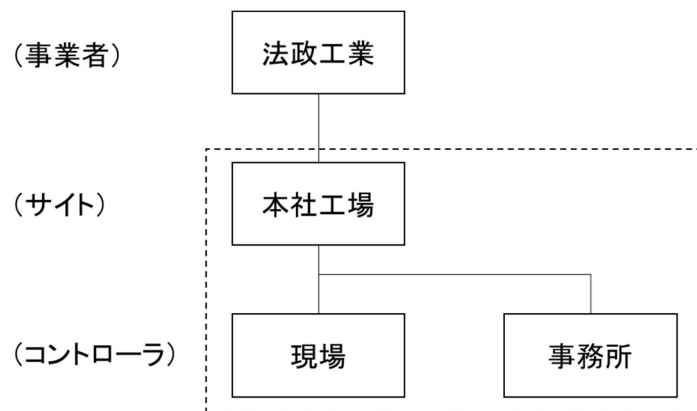 （事業者）
法政工業
（サイト）
本社工場
（コントローラ）
現場
事務所